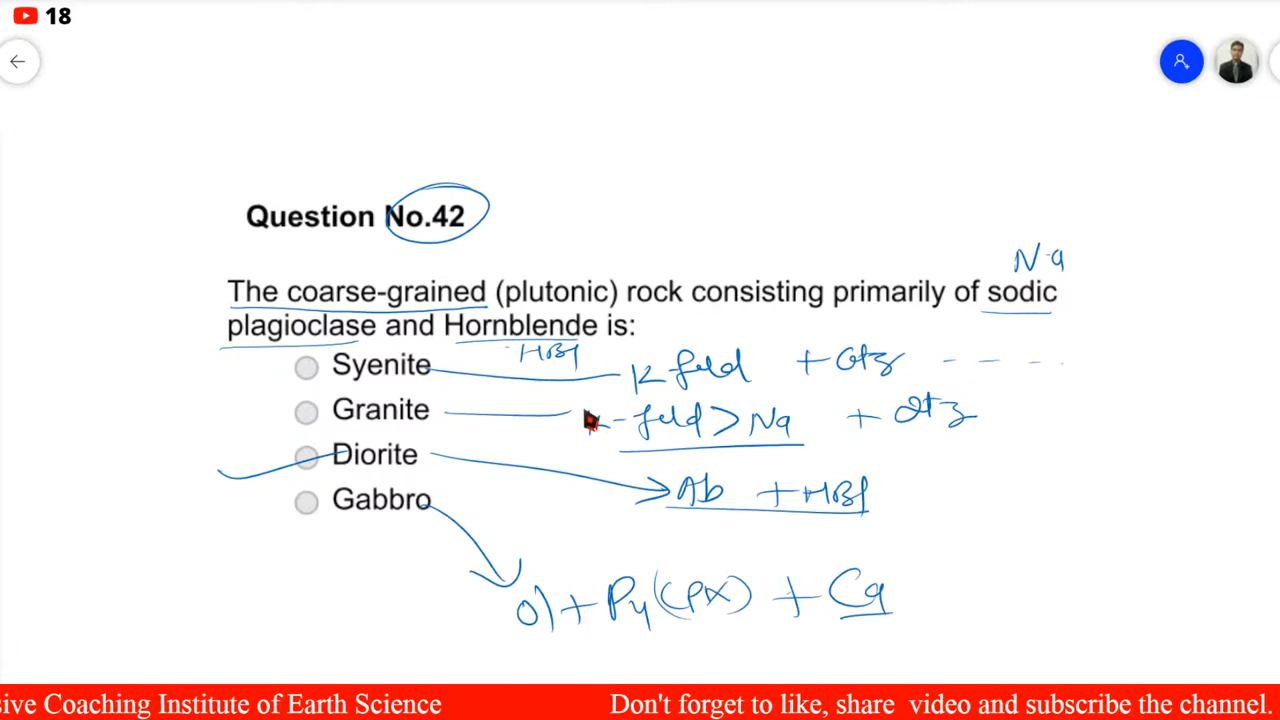 18
Question No.42
Na
The coarse-grained (plutonic) rock consisting primarily of sodic
plagioclase and Hornblende is:
HBl
Syenite K feld + Qtz - - - -
Granite K-feld > Na + Qtz
Diorite Ab + HBl
Gabbro
Ol + Py (CPX) + Ca
sive Coaching Institute of Earth Science Don't forget to like, share video and subscribe the channel.